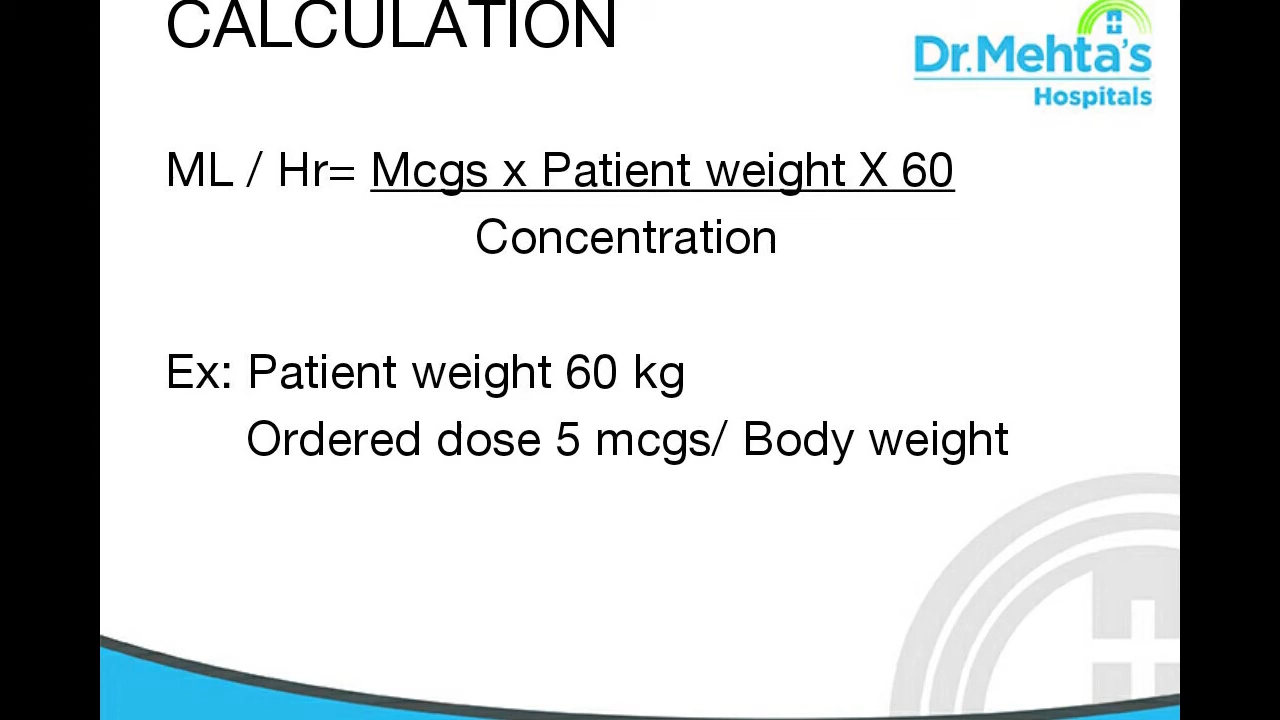 CALCULATION
Dr.Mehta's
Hospitals
ML / Hr= Mcgs x Patient weight X 60
Concentration
Ex: Patient weight 60 kg
Ordered dose 5 mcgs/ Body weight